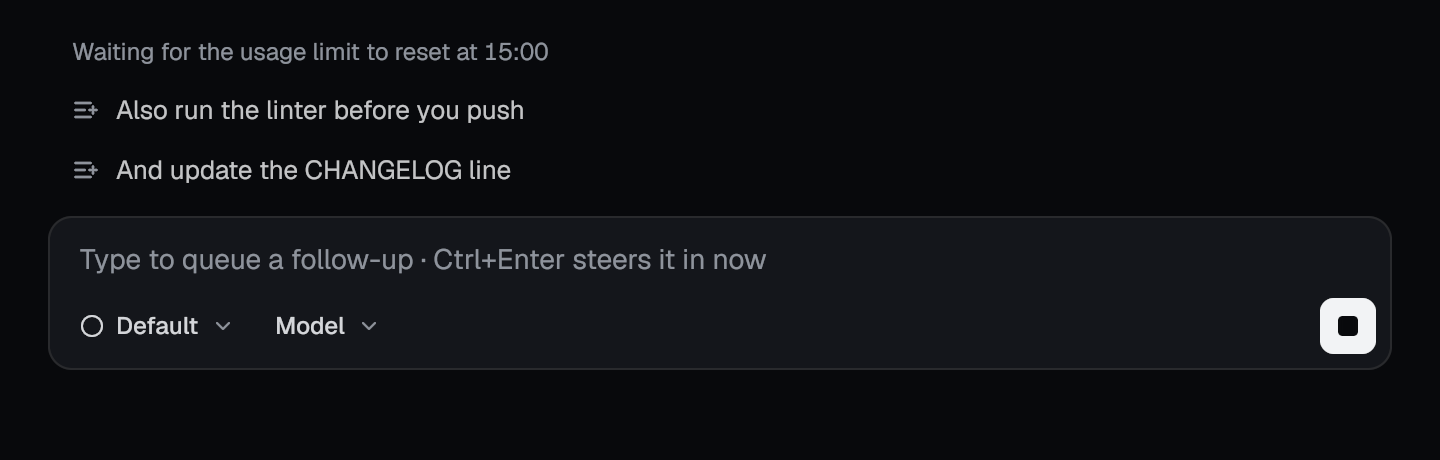 Waiting for the usage limit to reset at 15:00
Also run the linter before you push
And update the CHANGELOG line
Type to queue a follow-up · Ctrl+Enter steers it in now
Default Model